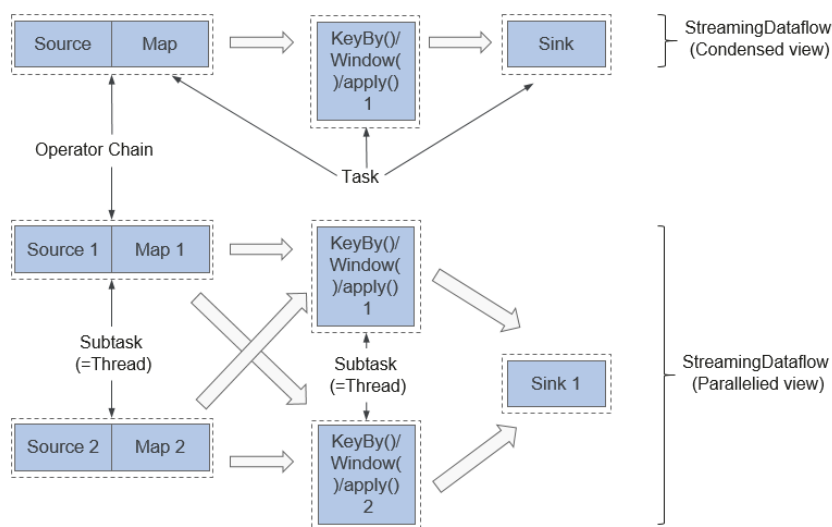 Source
Map
KeyBy()/
Window(
)/apply()
1
Sink
StreamingDataflow
(Condensed view)
Operator Chain
Task
Source 1
Map 1
KeyBy()/
Window(
)/apply()
1
Subtask
(=Thread)
Subtask
(=Thread)
Sink 1
StreamingDataflow
(Parallelied view)
Source 2
Map 2
KeyBy()/
Window(
)/apply()
2